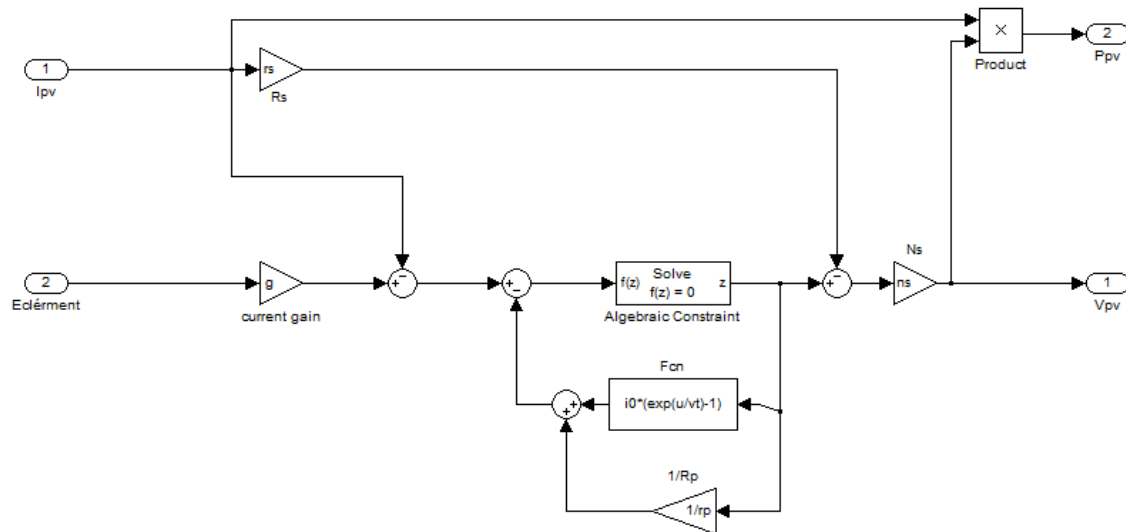 2
Ppv
×
Product
1
Ipv
rs
Rs
2
Eclérment
g
current gain
f(z) Solve z
f(z) = 0
Algebraic Constraint
Ns
ns
1
Vpv
Fcn
i0*(exp(u/vt)-1)
1/Rp
1/rp